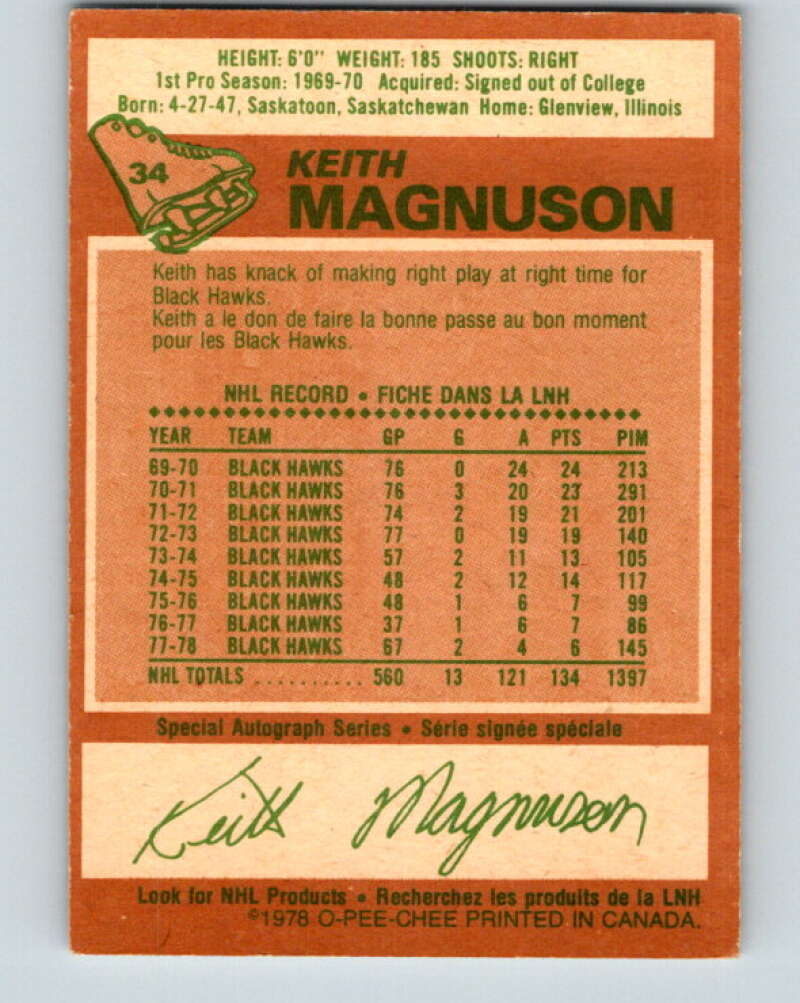 HEIGHT: 6'0" WEIGHT: 185 SHOOTS: RIGHT
1st Pro Season: 1969-70 Acquired: Signed out of College
Born: 4-27-47, Saskatoon, Saskatchewan Home: Glenview, Illinois
34
KEITH
MAGNUSON
Keith has knack of making right play at right time for
Black Hawks.
Keith a le don de faire la bonne passe au bon moment
pour les Black Hawks.
NHL RECORD • FICHE DANS LA LNH
YEAR TEAM GP G A PTS PIM
69-70 BLACK HAWKS 76 0 24 24 213
70-71 BLACK HAWKS 76 3 20 23 291
71-72 BLACK HAWKS 74 2 19 21 201
72-73 BLACK HAWKS 77 0 19 19 140
73-74 BLACK HAWKS 57 2 11 13 105
74-75 BLACK HAWKS 48 2 12 14 117
75-76 BLACK HAWKS 48 1 6 7 99
76-77 BLACK HAWKS 37 1 6 7 86
77-78 BLACK HAWKS 67 2 4 6 145
NHL TOTALS .......... 560 13 121 134 1397
Special Autograph Series • Série signée spéciale
Keith Magnuson
Look for NHL Products • Recherchez les produits de la LNH
©1978 O-PEE-CHEE PRINTED IN CANADA.